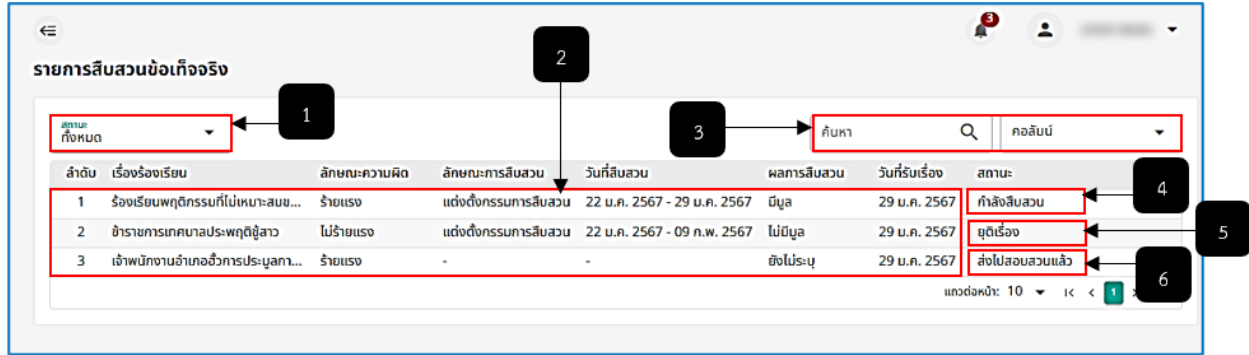 3
รายการสืบสวนข้อเท็จจริง
2
1
3
สถานะ
ทั้งหมด
ค้นหา
คอลัมน์
ลำดับ เรื่องร้องเรียน ลักษณะความผิด ลักษณะการสืบสวน วันที่สืบสวน ผลการสืบสวน วันที่รับเรื่อง สถานะ
1 ร้องเรียนพฤติกรรมที่ไม่เหมาะสมข... ร้ายแรง แต่งตั้งกรรมการสืบสวน 22 ม.ค. 2567 - 29 ม.ค. 2567 มีมูล 29 ม.ค. 2567 กำลังสืบสวน
4
2 ข้าราชการเทศบาลประพฤติชู้สาว ไม่ร้ายแรง แต่งตั้งกรรมการสืบสวน 22 ม.ค. 2567 - 09 ก.พ. 2567 ไม่มีมูล 29 ม.ค. 2567 ยุติเรื่อง
5
3 เจ้าพนักงานอำเภอฮั้วการประมูลกา... ร้ายแรง - - ยังไม่ระบุ 29 ม.ค. 2567 ส่งไปสอบสวนแล้ว
6
แถวต่อหน้า: 10 1